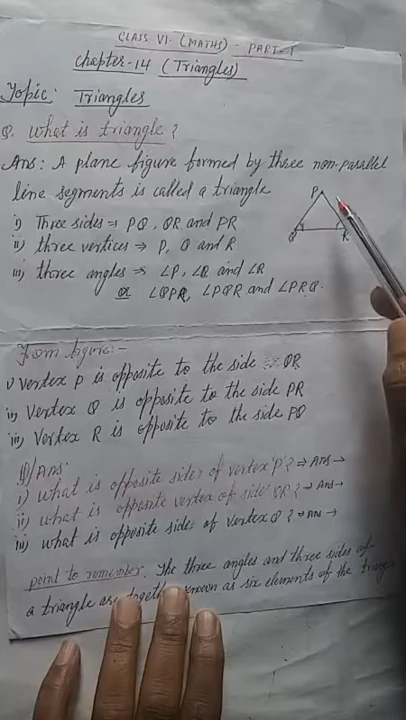 CLASS VI (MATHS) - PART-1
Chapter-14 (Triangles)
Topic: Triangles
Q. What is triangle?
Ans: A plane figure formed by three non-parallel
line segments is called a triangle
i) Three sides ⇒ PQ, QR and PR
ii) three vertices ⇒ P, Q and R
iii) three angles ⇒ ∠P, ∠Q and ∠R
or ∠QPR, ∠PQR and ∠PRQ.
P
Q
R
From figure:-
i) Vertex P is opposite to the side QR
ii) Vertex Q is opposite to the side PR
iii) Vertex R is opposite to the side PQ
Q/Ans:
i) What is opposite side of vertex 'P'? ⇒ Ans →
ii) What is opposite vertex of side QR? ⇒ Ans →
iii) What is opposite side of vertex Q? ⇒ Ans →
point to remember. The three angles and three sides of
a triangle are together known as six elements of the